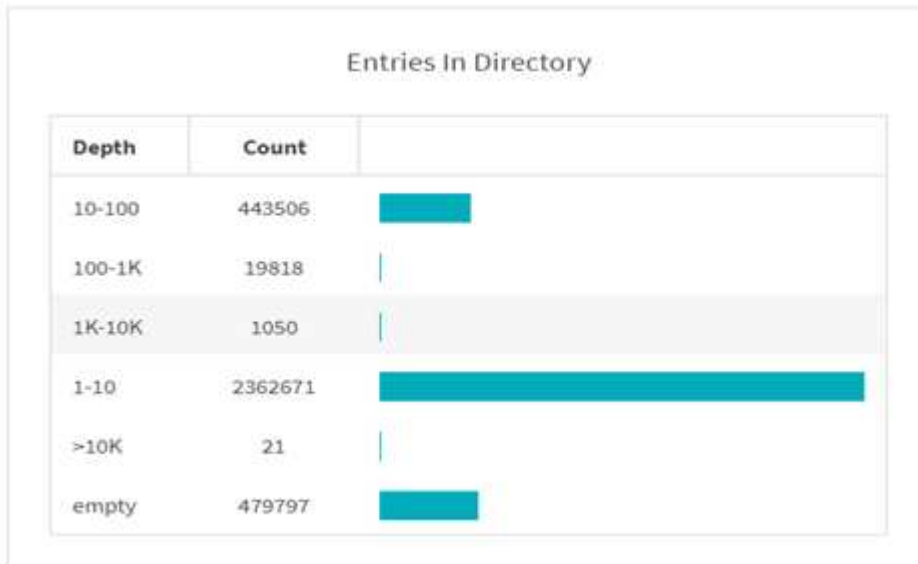 Entries In Directory
Depth Count
10-100 443506
100-1K 19818
1K-10K 1050
1-10 2362671
>10K 21
empty 479797